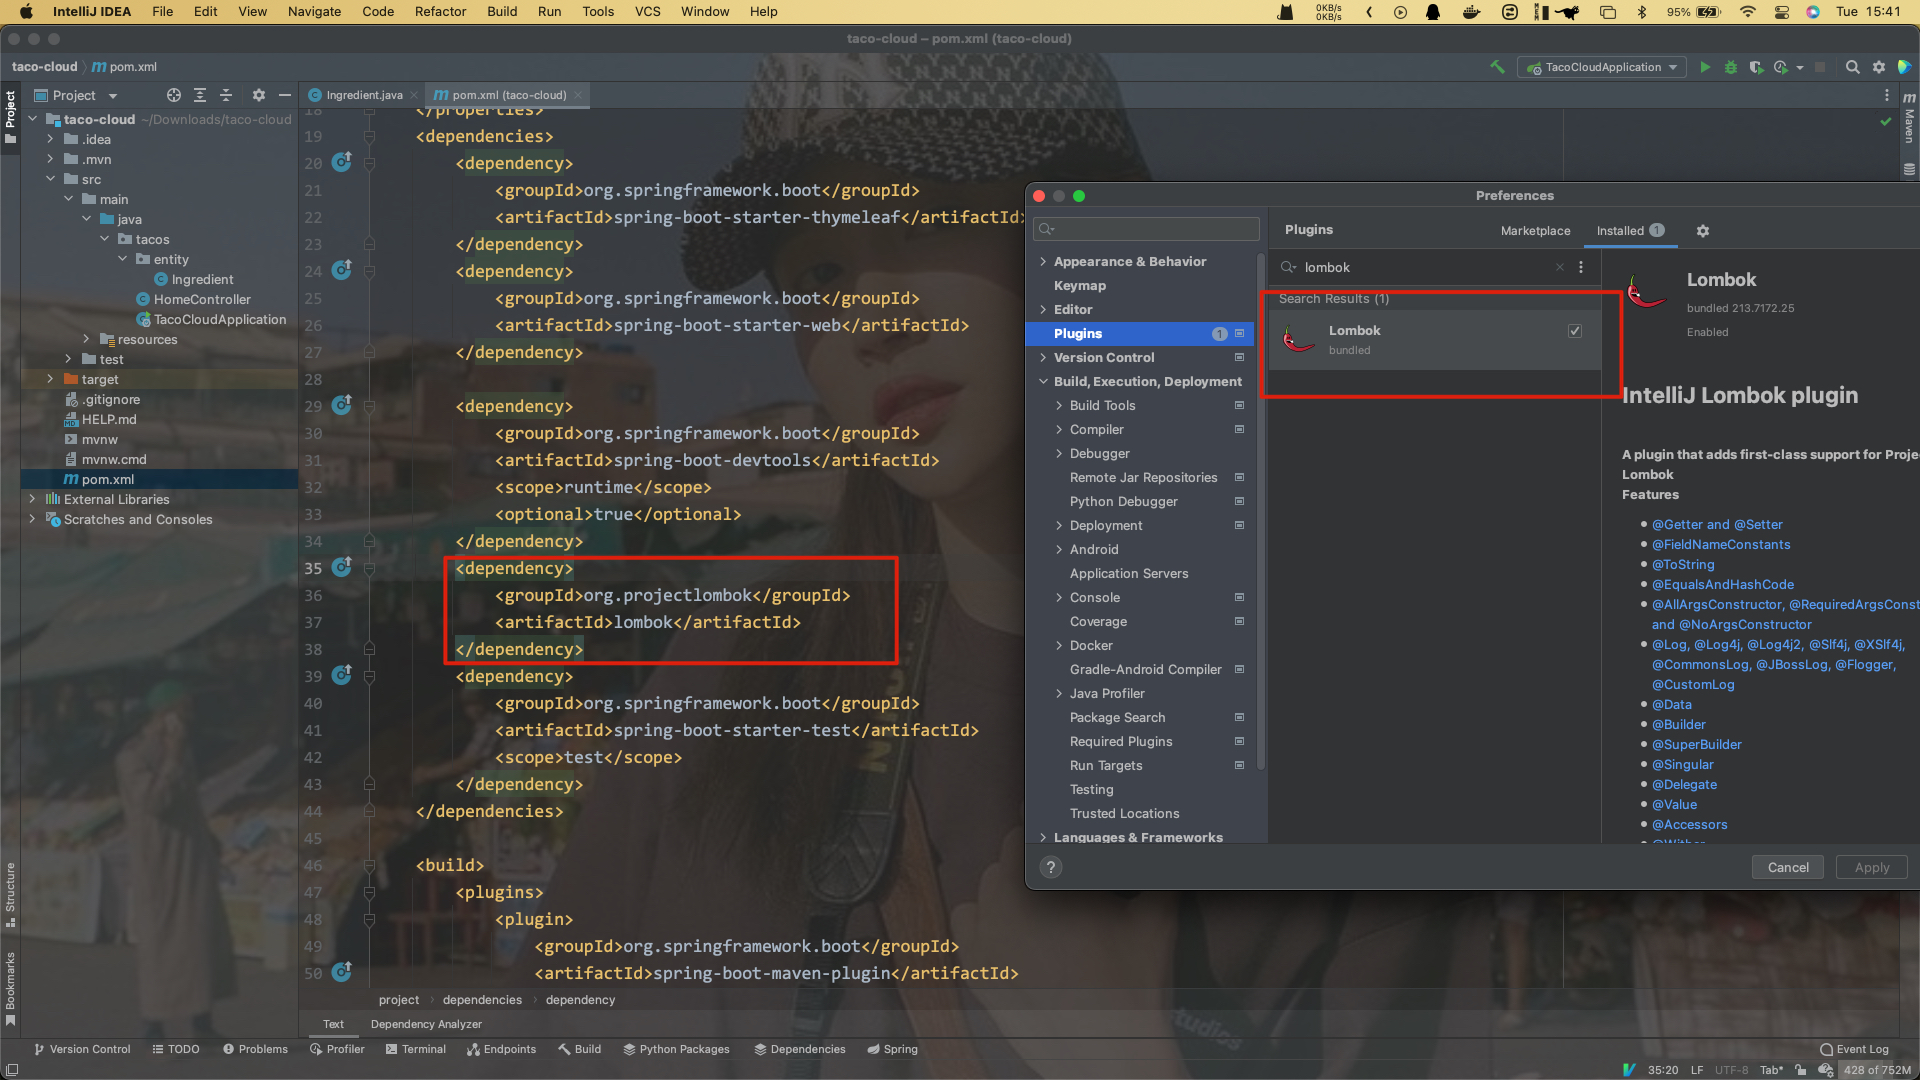 IntelliJ IDEA File Edit View Navigate Code Refactor Build Run Tools VCS Window Help 0KB/s 0KB/s 95% Tue 15:41
taco-cloud – pom.xml (taco-cloud)
taco-cloud pom.xml TacoCloudApplication
Project Ingredient.java pom.xml (taco-cloud)
Project
taco-cloud ~/Downloads/taco-cloud
.idea
.mvn
src
main
java
tacos
entity
Ingredient
HomeController
TacoCloudApplication
resources
test
target
.gitignore
HELP.md
mvnw
mvnw.cmd
pom.xml
External Libraries
Scratches and Consoles
Structure
Bookmarks
18 </properties>
19 <dependencies>
20 <dependency>
21 <groupId>org.springframework.boot</groupId>
22 <artifactId>spring-boot-starter-thymeleaf</artifactId>
23 </dependency>
24 <dependency>
25 <groupId>org.springframework.boot</groupId>
26 <artifactId>spring-boot-starter-web</artifactId>
27 </dependency>
28
29 <dependency>
30 <groupId>org.springframework.boot</groupId>
31 <artifactId>spring-boot-devtools</artifactId>
32 <scope>runtime</scope>
33 <optional>true</optional>
34 </dependency>
35 <dependency>
36 <groupId>org.projectlombok</groupId>
37 <artifactId>lombok</artifactId>
38 </dependency>
39 <dependency>
40 <groupId>org.springframework.boot</groupId>
41 <artifactId>spring-boot-starter-test</artifactId>
42 <scope>test</scope>
43 </dependency>
44 </dependencies>
45
46 <build>
47 <plugins>
48 <plugin>
49 <groupId>org.springframework.boot</groupId>
50 <artifactId>spring-boot-maven-plugin</artifactId>
project dependencies dependency
Text Dependency Analyzer
Maven
Preferences
Appearance & Behavior
Keymap
Editor
Plugins 1
Version Control
Build, Execution, Deployment
Build Tools
Compiler
Debugger
Remote Jar Repositories
Python Debugger
Deployment
Android
Application Servers
Console
Coverage
Docker
Gradle-Android Compiler
Java Profiler
Package Search
Required Plugins
Run Targets
Testing
Trusted Locations
Languages & Frameworks
Plugins Marketplace Installed 1
lombok
Search Results (1)
Lombok
bundled
Lombok
bundled 213.7172.25
Enabled
IntelliJ Lombok plugin
A plugin that adds first-class support for Proje
Lombok
Features
@Getter and @Setter
@FieldNameConstants
@ToString
@EqualsAndHashCode
@AllArgsConstructor, @RequiredArgsConst
and @NoArgsConstructor
@Log, @Log4j, @Log4j2, @Slf4j, @XSlf4j,
@CommonsLog, @JBossLog, @Flogger,
@CustomLog
@Data
@Builder
@SuperBuilder
@Singular
@Delegate
@Value
@Accessors
@Wither
? Cancel Apply
tudios
Version Control TODO Problems Profiler Terminal Endpoints Build Python Packages Dependencies Spring Event Log
35:20 LF UTF-8 Tab* 428 of 752M